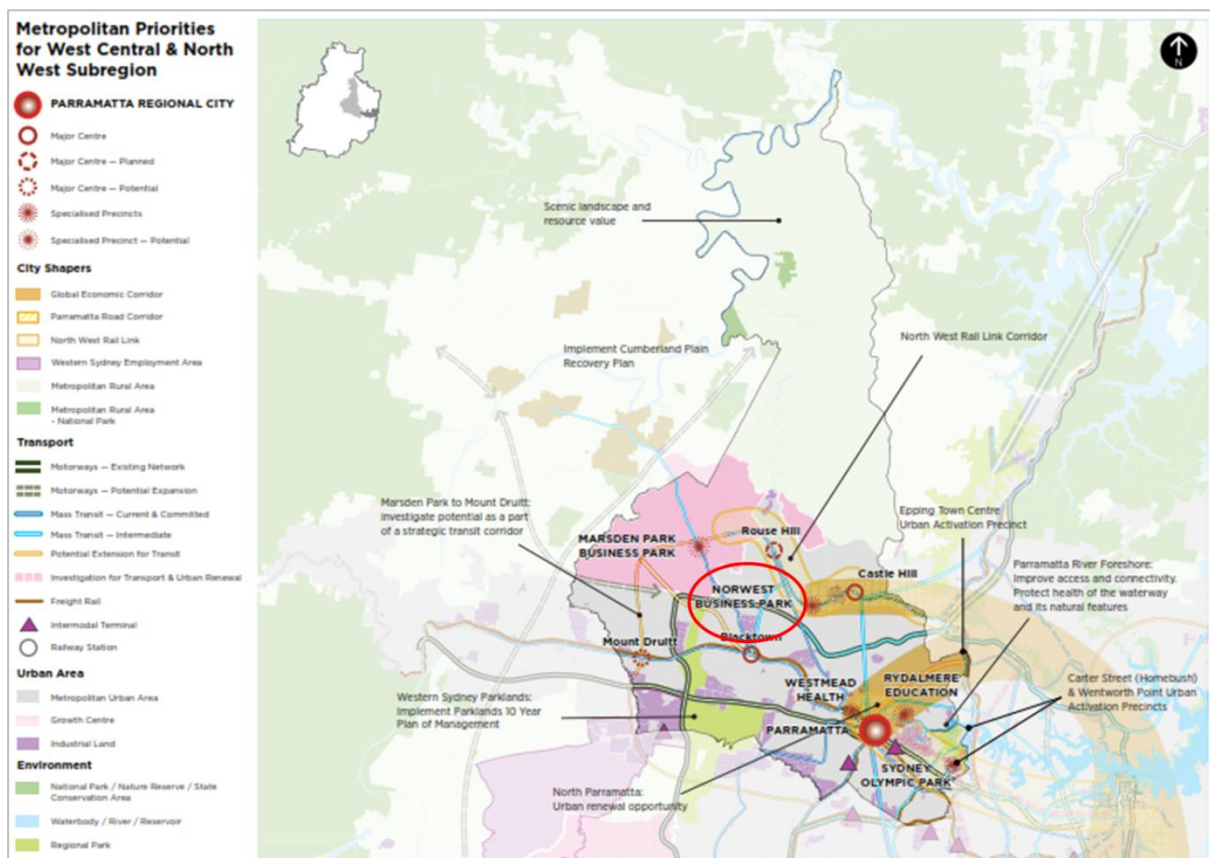 Metropolitan Priorities
for West Central & North
West Subregion
PARRAMATTA REGIONAL CITY
Major Centre
Major Centre — Planned
Major Centre — Potential
Specialised Precincts
Specialised Precinct — Potential
City Shapers
Global Economic Corridor
Parramatta Road Corridor
North West Rail Link
Western Sydney Employment Area
Metropolitan Rural Area
Metropolitan Rural Area
- National Park
Transport
Motorways — Existing Network
Motorways — Potential Expansion
Mass Transit — Current & Committed
Mass Transit — Intermediate
Potential Extension for Transit
Investigation for Transport & Urban Renewal
Freight Rail
Intermodal Terminal
Railway Station
Urban Area
Metropolitan Urban Area
Growth Centre
Industrial Land
Environment
National Park / Nature Reserve / State
Conservation Area
Waterbody / River / Reservoir
Regional Park
N
Scenic landscape and
resource value
North West Rail Link Corridor
Implement Cumberland Plain
Recovery Plan
Marsden Park to Mount Druitt:
investigate potential as a part
of a strategic transit corridor
MARSDEN PARK
BUSINESS PARK
Rouse Hill
Epping Town Centre
Urban Activation Precinct
Parramatta River Foreshore:
Improve access and connectivity.
Protect health of the waterway
and its natural features
Castle Hill
NORWEST
BUSINESS PARK
Mount Druitt
Blacktown
WESTMEAD
HEALTH
RYDALMERE
EDUCATION
Carter Street (Homebush)
& Wentworth Point Urban
Activation Precincts
Western Sydney Parklands:
Implement Parklands 10 Year
Plan of Management
PARRAMATTA
SYDNEY
OLYMPIC PARK
North Parramatta:
Urban renewal opportunity